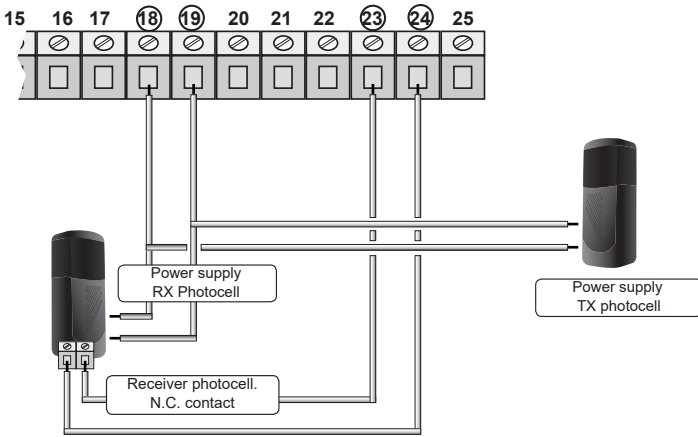 15 16 17 18 19 20 21 22 23 24 25
Power supply
RX Photocell
Power supply
TX photocell
Receiver photocell.
N.C. contact